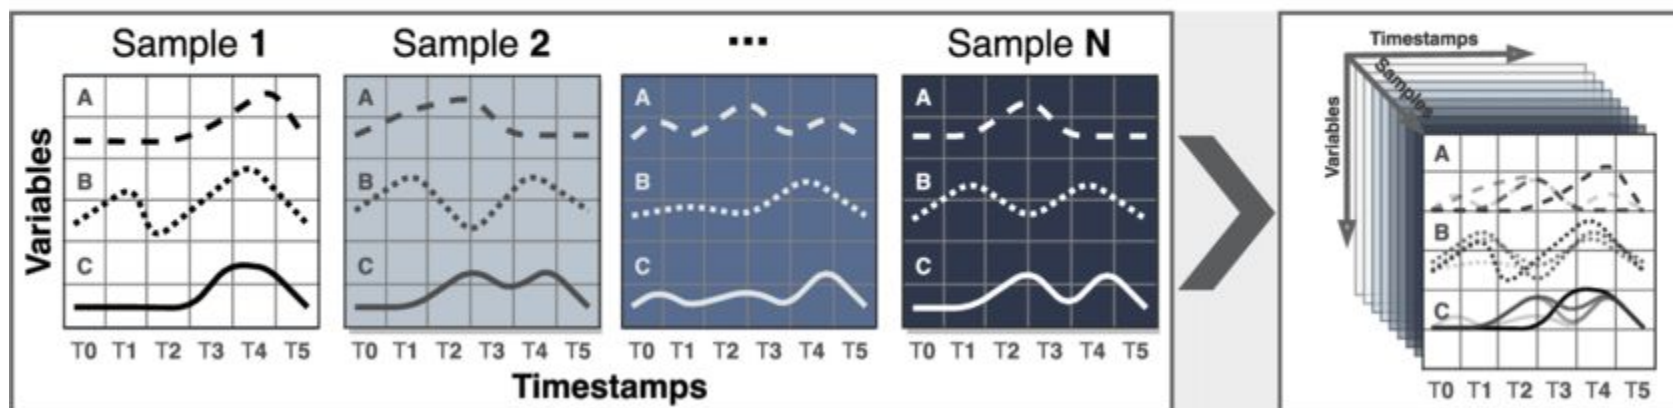 Sample 1
Sample 2
...
Sample N
Variables
A
B
C
T0 T1 T2 T3 T4 T5
A
B
C
T0 T1 T2 T3 T4 T5
A
B
C
T0 T1 T2 T3 T4 T5
A
B
C
T0 T1 T2 T3 T4 T5
Timestamps
Timestamps
Samples
Variables
A
B
C
T0 T1 T2 T3 T4 T5